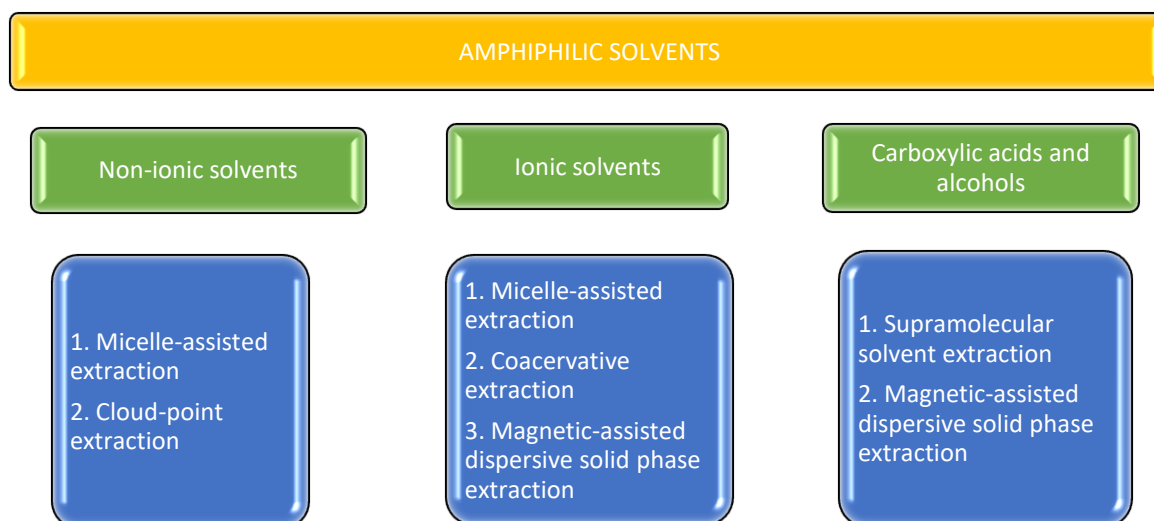 AMPHIPHILIC SOLVENTS
Non-ionic solvents
Ionic solvents
Carboxylic acids and
alcohols
1. Micelle-assisted
extraction
2. Cloud-point
extraction
1. Micelle-assisted
extraction
2. Coacervative
extraction
3. Magnetic-assisted
dispersive solid phase
extraction
1. Supramolecular
solvent extraction
2. Magnetic-assisted
dispersive solid phase
extraction